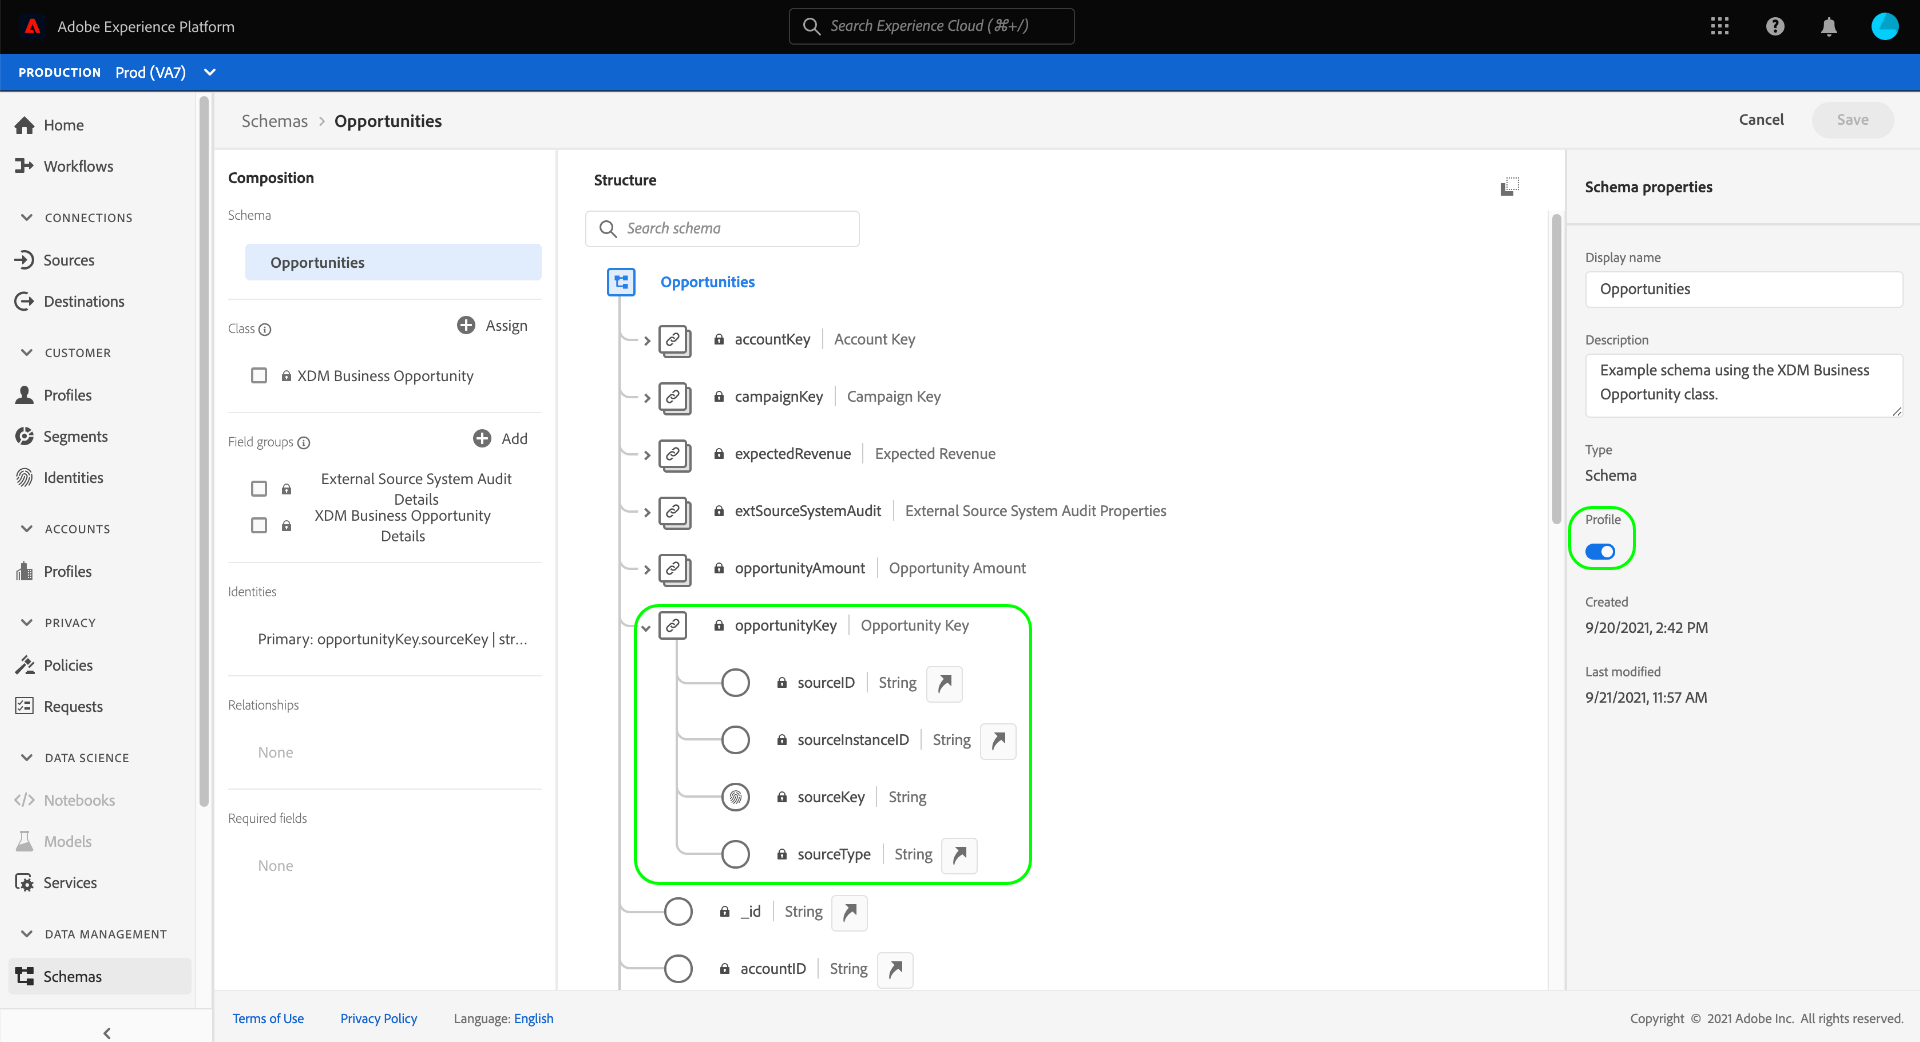 Adobe Experience Platform
Search Experience Cloud (⌘+/)
PRODUCTION Prod (VA7)
Home
Workflows
CONNECTIONS
Sources
Destinations
CUSTOMER
Profiles
Segments
Identities
ACCOUNTS
Profiles
PRIVACY
Policies
Requests
DATA SCIENCE
Notebooks
Models
Services
DATA MANAGEMENT
Schemas
Schemas > Opportunities
Cancel
Save
Composition
Schema
Opportunities
Class
Assign
XDM Business Opportunity
Field groups
Add
External Source System Audit
Details
XDM Business Opportunity
Details
Identities
Primary: opportunityKey.sourceKey | str...
Relationships
None
Required fields
None
Structure
Search schema
Opportunities
accountKey | Account Key
campaignKey | Campaign Key
expectedRevenue | Expected Revenue
extSourceSystemAudit | External Source System Audit Properties
opportunityAmount | Opportunity Amount
opportunityKey | Opportunity Key
sourceID | String
sourceInstanceID | String
sourceKey | String
sourceType | String
_id | String
accountID | String
Schema properties
Display name
Opportunities
Description
Example schema using the XDM Business
Opportunity class.
Type
Schema
Profile
Created
9/20/2021, 2:42 PM
Last modified
9/21/2021, 11:57 AM
Terms of Use
Privacy Policy
Language: English
Copyright © 2021 Adobe Inc. All rights reserved.